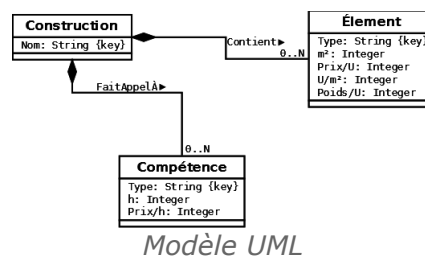 Construction
Nom: String {key}
Contient▶
0..N
Élement
Type: String {key}
m²: Integer
Prix/U: Integer
U/m²: Integer
Poids/U: Integer
FaitAppelÀ▶
0..N
Compétence
Type: String {key}
h: Integer
Prix/h: Integer
Modèle UML